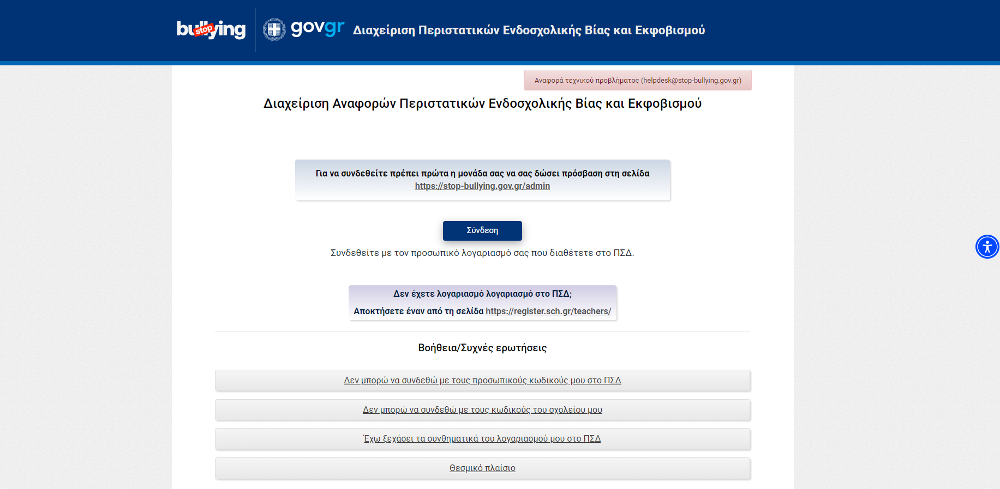 bullying
stop
govgr
Διαχείριση Περιστατικών Ενδοσχολικής Βίας και Εκφοβισμού
Αναφορά τεχνικού προβλήματος (helpdesk@stop-bullying.gov.gr)
Διαχείριση Αναφορών Περιστατικών Ενδοσχολικής Βίας και Εκφοβισμού
Για να συνδεθείτε πρέπει πρώτα η μονάδα σας να σας δώσει πρόσβαση στη σελίδα
https://stop-bullying.gov.gr/admin
Σύνδεση
Συνδεθείτε με τον προσωπικό λογαριασμό σας που διαθέτετε στο ΠΣΔ.
Δεν έχετε λογαριασμό λογαριασμό στο ΠΣΔ;
Αποκτήσετε έναν από τη σελίδα https://register.sch.gr/teachers/
Βοήθεια/Συχνές ερωτήσεις
Δεν μπορώ να συνδεθώ με τους προσωπικούς κωδικούς μου στο ΠΣΔ
Δεν μπορώ να συνδεθώ με τους κωδικούς του σχολείου μου
Έχω ξεχάσει τα συνθηματικά του λογαριασμού μου στο ΠΣΔ
Θεσμικό πλαίσιο